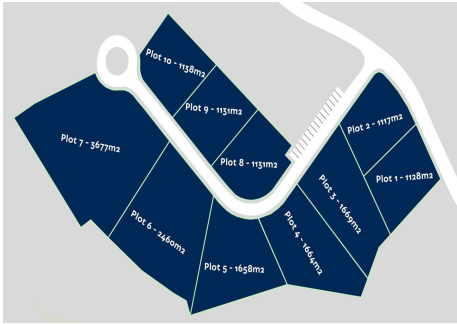 Plot 10 - 1138m2
Plot 9 - 1131m2
Plot 8 - 1131m2
Plot 7 - 3677m2
Plot 6 - 2460m2
Plot 5 - 1658m2
Plot 4 - 1664m2
Plot 3 - 1669m2
Plot 2 - 1117m2
Plot 1 - 1128m2